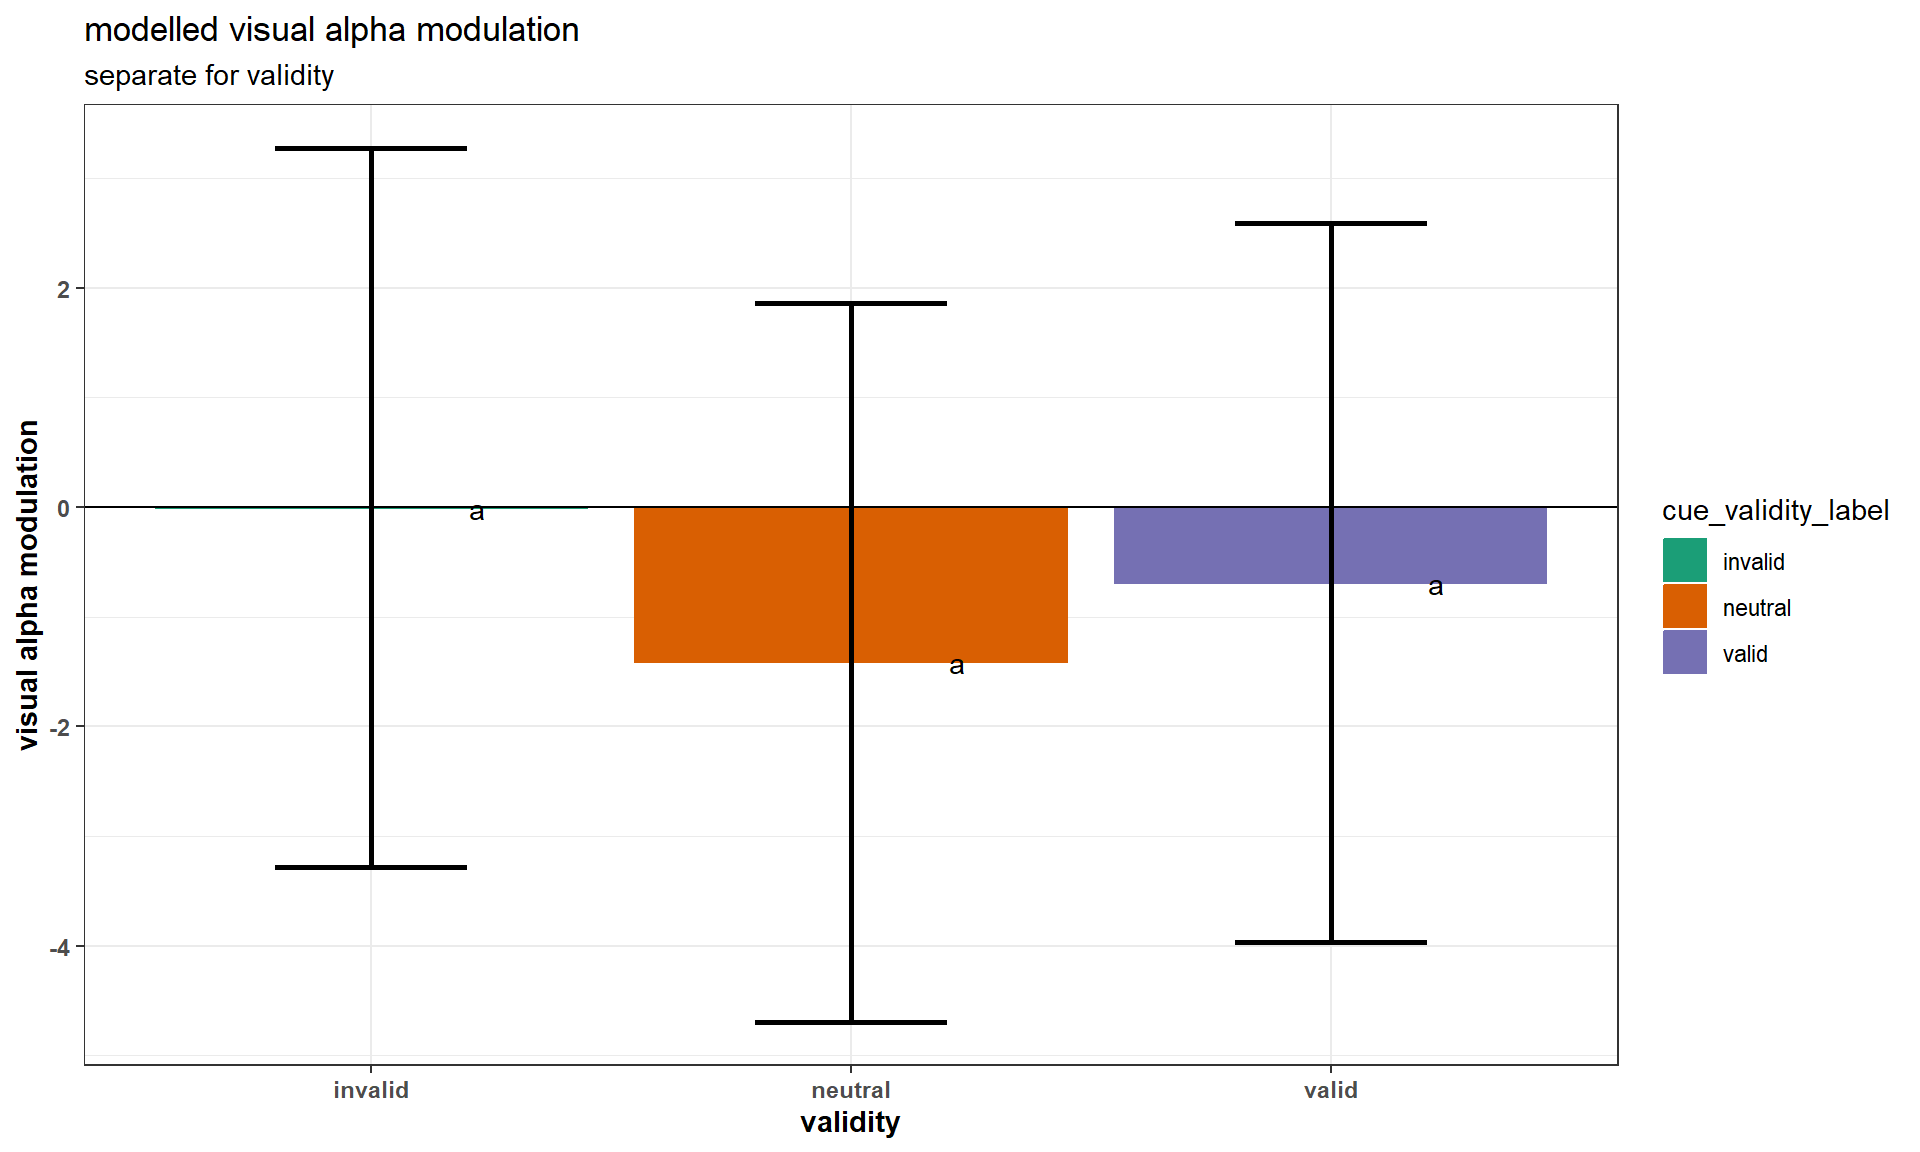 modelled visual alpha modulation
separate for validity
visual alpha modulation
2
0
-2
-4
a
a
a
invalid
neutral
valid
validity
cue_validity_label
invalid
neutral
valid